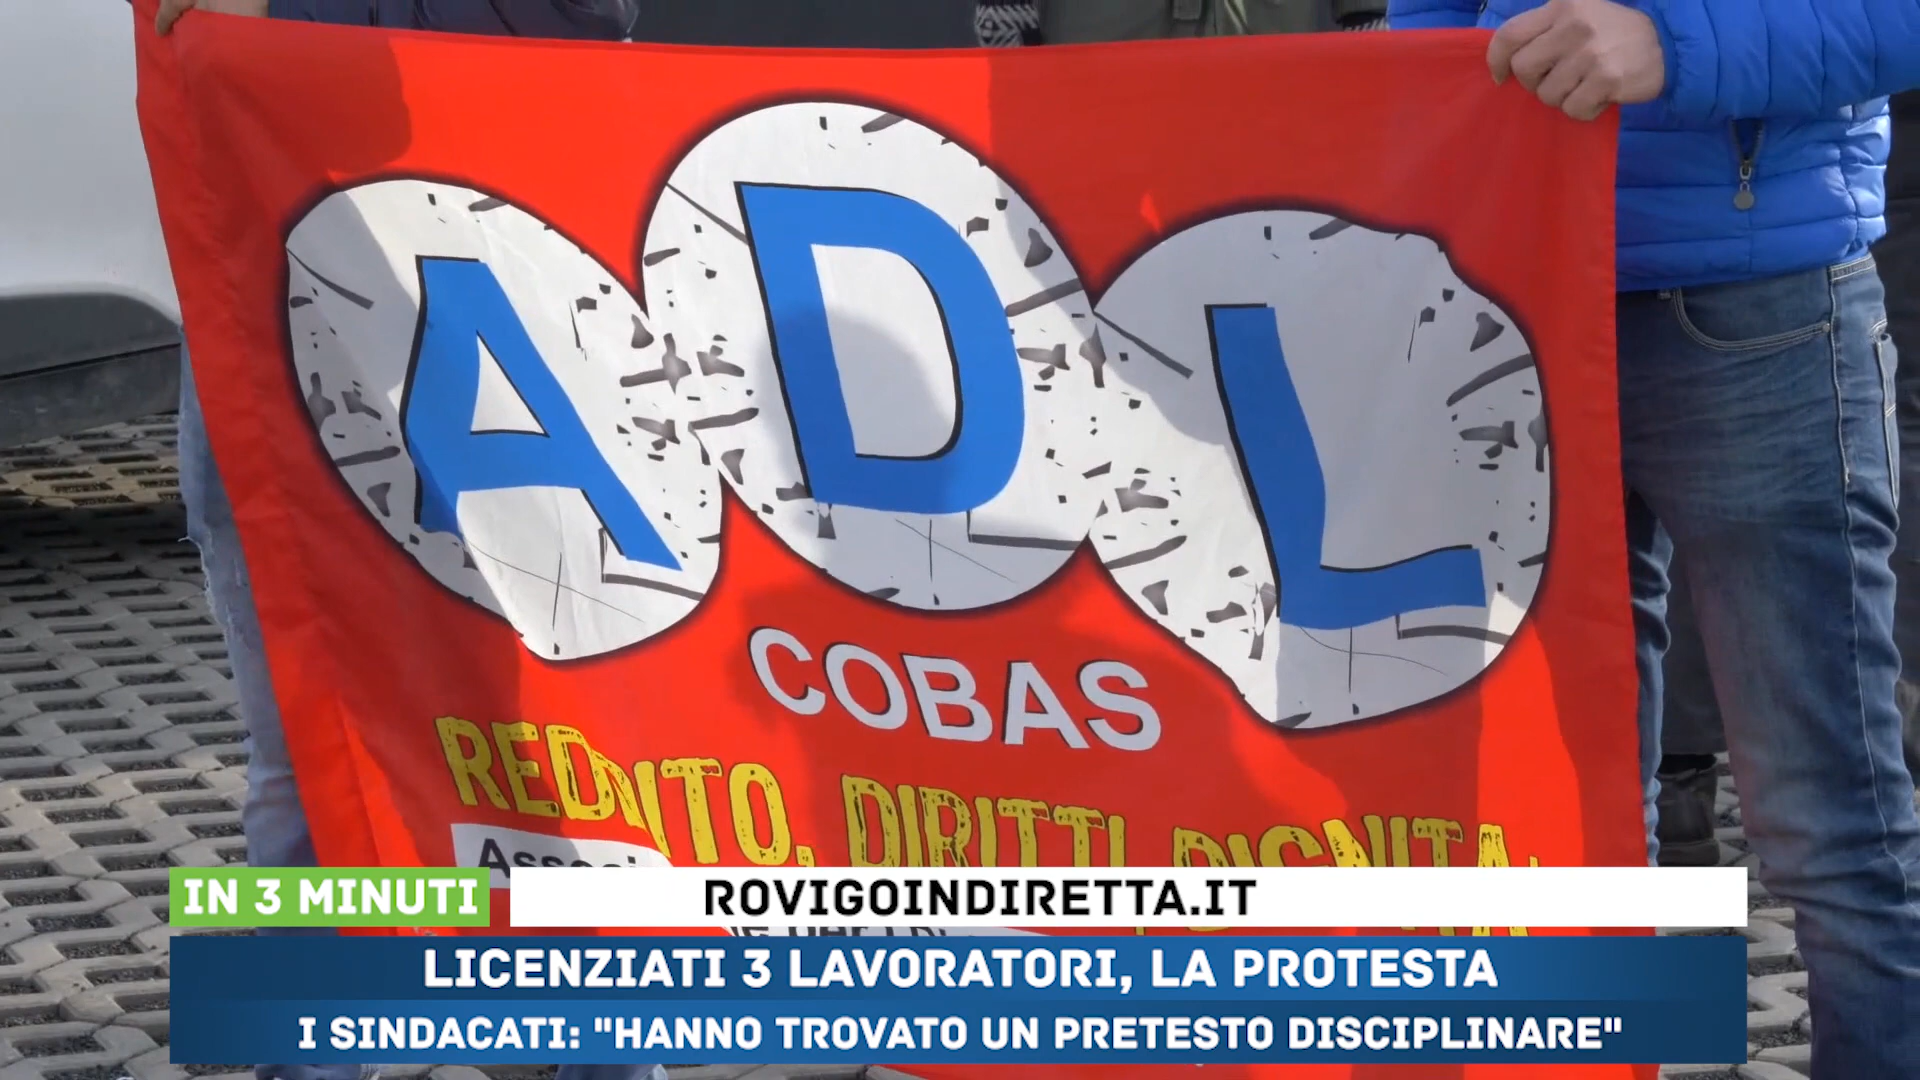 ADL
COBAS
REDDITO, DIRITTI, DIGNITA'
IN 3 MINUTI
ROVIGOINDIRETTA.IT
LICENZIATI 3 LAVORATORI, LA PROTESTA
I SINDACATI: "HANNO TROVATO UN PRETESTO DISCIPLINARE"